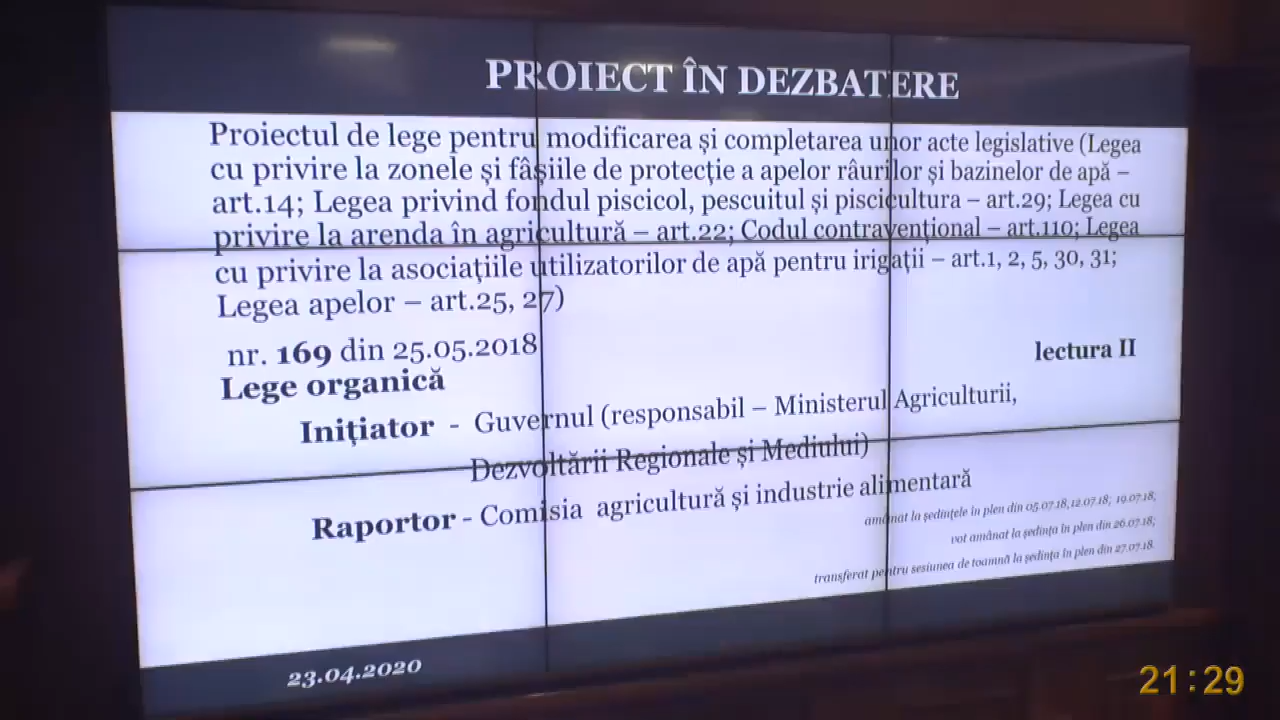 PROIECT ÎN DEZBATERE
Proiectul de lege pentru modificarea și completarea unor acte legislative (Legea
cu privire la zonele și fâșiile de protecție a apelor râurilor și bazinelor de apă –
art.14; Legea privind fondul piscicol, pescuitul și piscicultura – art.29; Legea cu
privire la arenda în agricultură – art.22; Codul contravențional – art.110; Legea
cu privire la asociațiile utilizatorilor de apă pentru irigații – art.1, 2, 5, 30, 31;
Legea apelor – art.25, 27)
nr. 169 din 25.05.2018
lectura II
Lege organică
Inițiator - Guvernul (responsabil – Ministerul Agriculturii,
Dezvoltării Regionale și Mediului)
Raportor - Comisia agricultură și industrie alimentară
amânat la ședințele în plen din 05.07.18;12.07.18; 19.07.18;
vot amânat la ședința în plen din 26.07.18;
transferat pentru sesiunea de toamnă la ședința în plen din 27.07.18.
23.04.2020
21:29